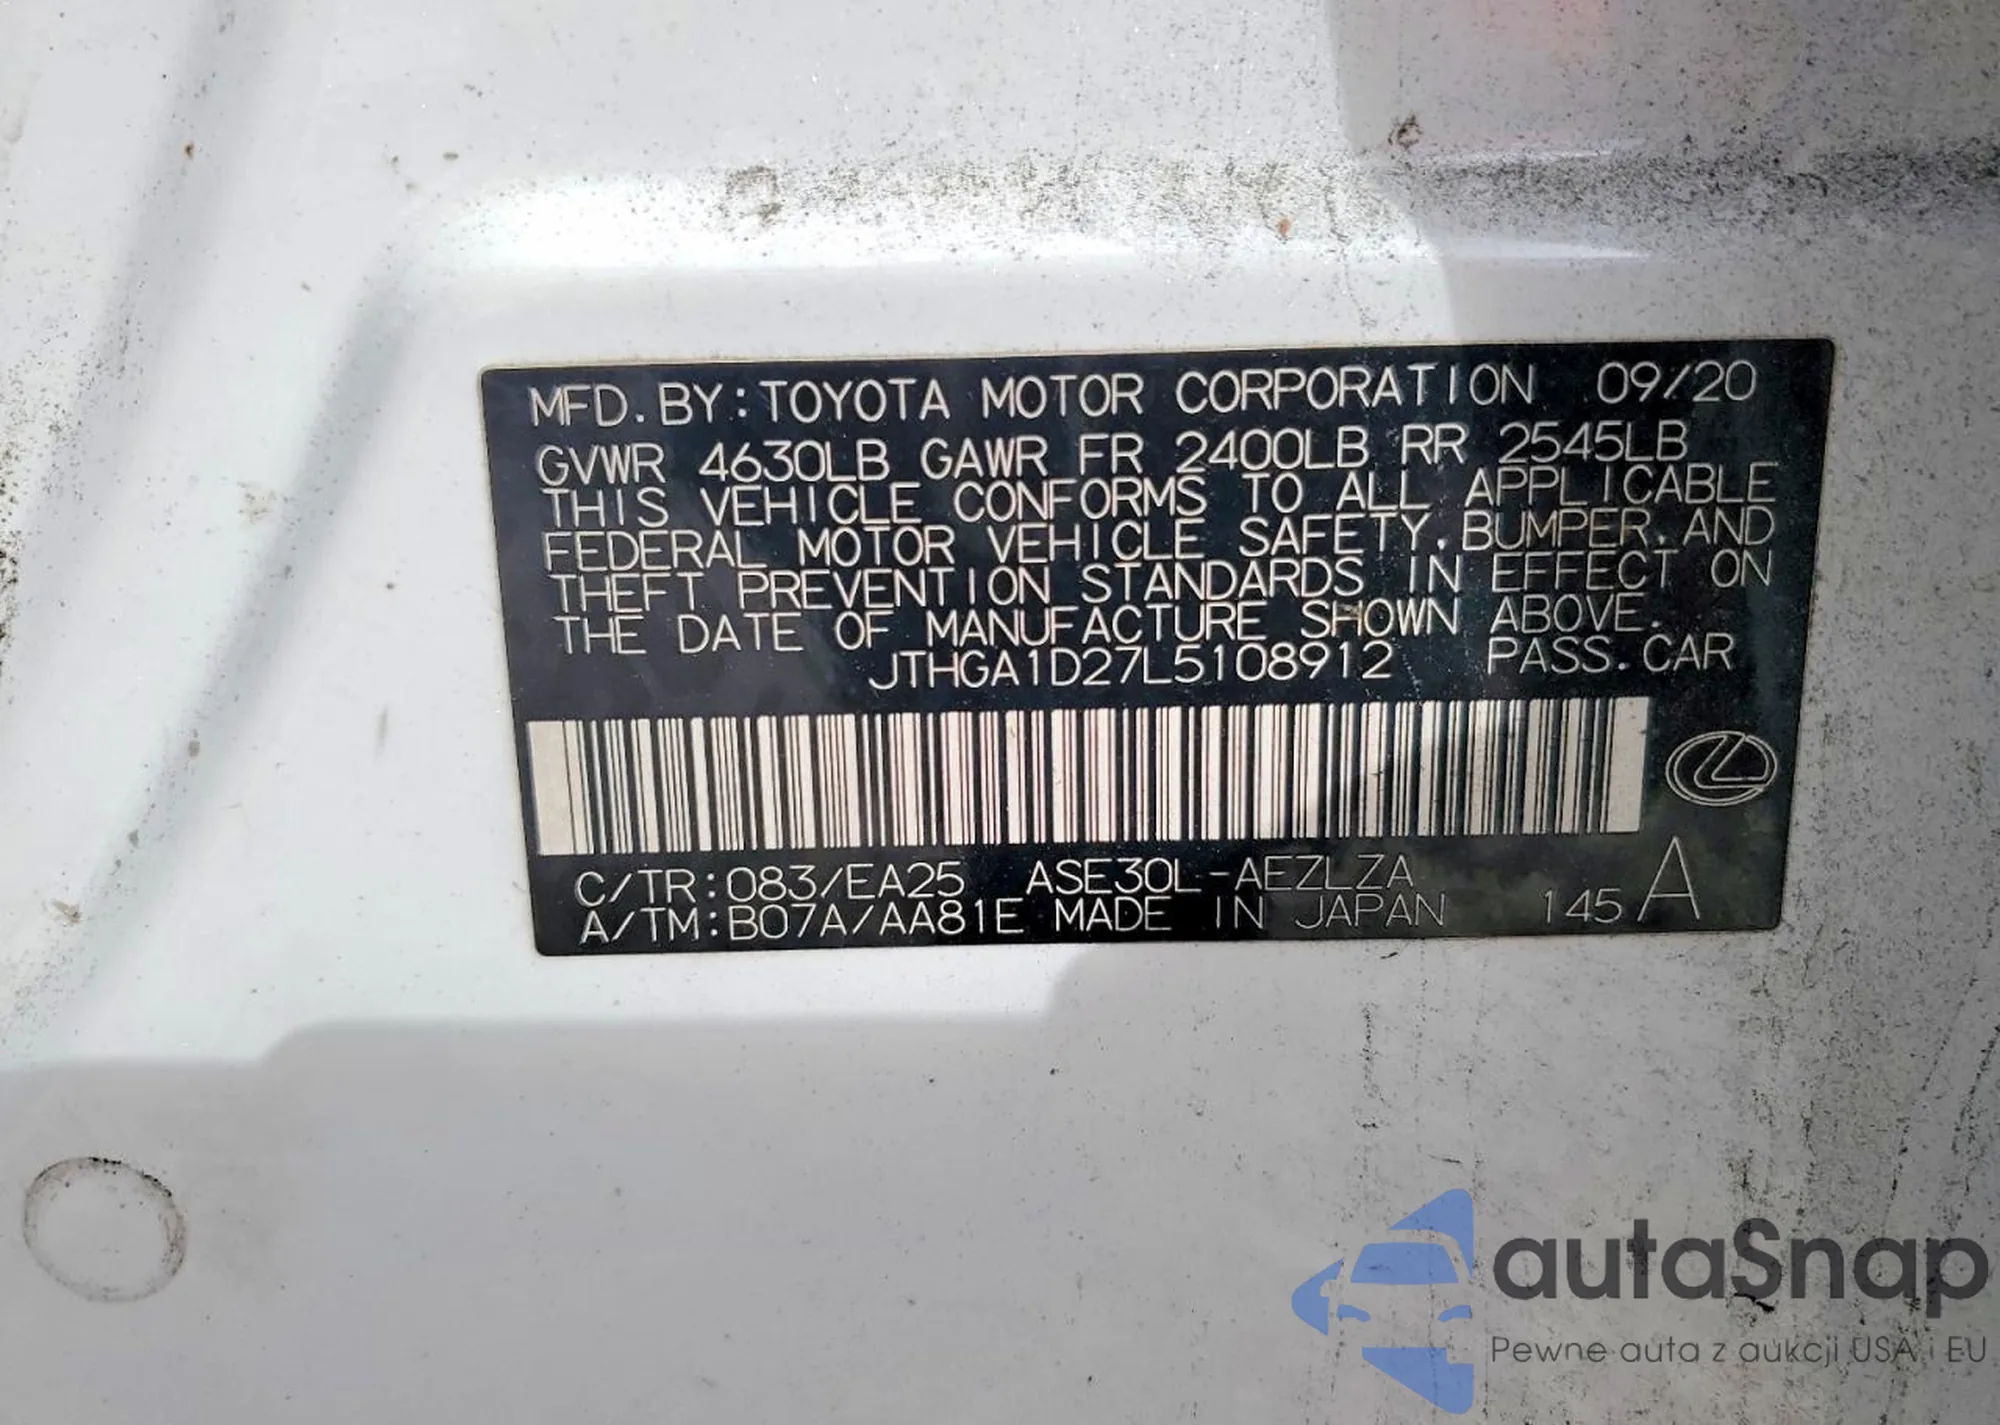 MFD. BY: TOYOTA MOTOR CORPORATION 09/20
GVWR 4630LB GAWR FR 2400LB RR 2545LB
THIS VEHICLE CONFORMS TO ALL APPLICABLE
FEDERAL MOTOR VEHICLE SAFETY, BUMPER, AND
THEFT PREVENTION STANDARDS IN EFFECT ON
THE DATE OF MANUFACTURE SHOWN ABOVE.
JTHGA1D27L5108912 PASS. CAR
C/TR: 083/EA25 ASE30L-AEZLZA
A/TM: B07A/AA81E MADE IN JAPAN 145 A
autaSnap
Pewne auta z aukcji USA i EU